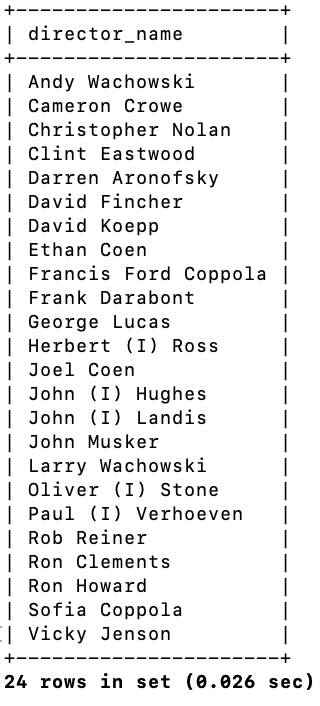 +----------------------+
| director_name        |
+----------------------+
| Andy Wachowski       |
| Cameron Crowe        |
| Christopher Nolan    |
| Clint Eastwood       |
| Darren Aronofsky     |
| David Fincher        |
| David Koepp          |
| Ethan Coen           |
| Francis Ford Coppola |
| Frank Darabont       |
| George Lucas         |
| Herbert (I) Ross     |
| Joel Coen            |
| John (I) Hughes      |
| John (I) Landis      |
| John Musker          |
| Larry Wachowski      |
| Oliver (I) Stone     |
| Paul (I) Verhoeven   |
| Rob Reiner           |
| Ron Clements         |
| Ron Howard           |
| Sofia Coppola        |
| Vicky Jenson         |
+----------------------+
24 rows in set (0.026 sec)